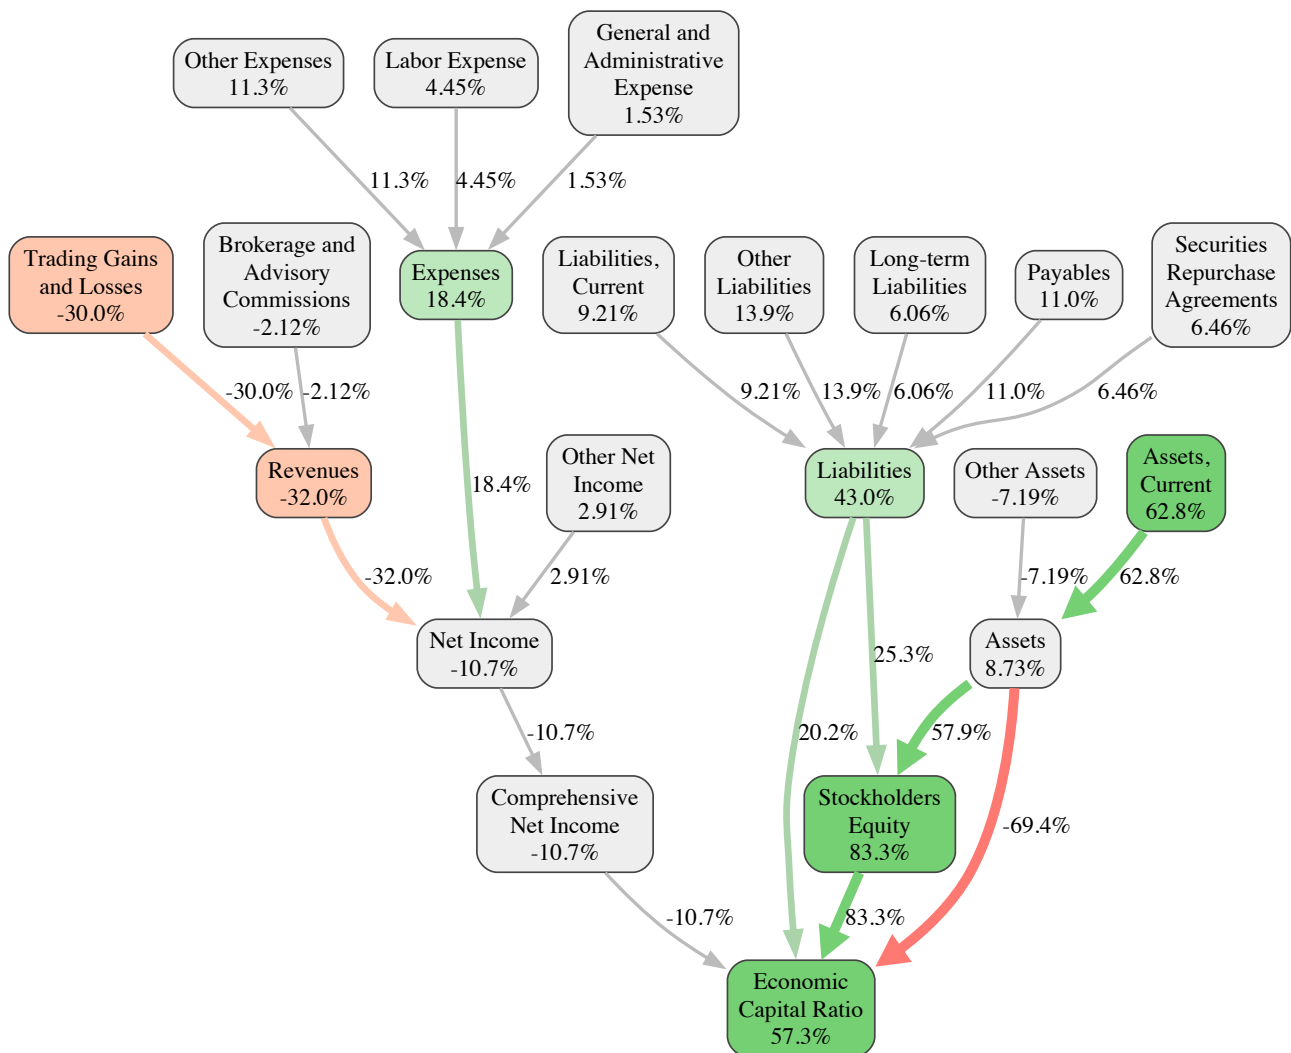 Other Expenses
11.3%
Labor Expense
4.45%
General and
Administrative
Expense
1.53%
11.3%
4.45%
1.53%
Trading Gains
and Losses
-30.0%
Brokerage and
Advisory
Commissions
-2.12%
Expenses
18.4%
Liabilities,
Current
9.21%
Other
Liabilities
13.9%
Long-term
Liabilities
6.06%
Payables
11.0%
Securities
Repurchase
Agreements
6.46%
-30.0%
-2.12%
9.21%
13.9%
6.06%
11.0%
6.46%
Revenues
-32.0%
18.4%
Other Net
Income
2.91%
Liabilities
43.0%
Other Assets
-7.19%
Assets,
Current
62.8%
-32.0%
2.91%
-7.19%
62.8%
Net Income
-10.7%
25.3%
Assets
8.73%
-10.7%
20.2%
57.9%
Comprehensive
Net Income
-10.7%
Stockholders
Equity
83.3%
-69.4%
-10.7%
83.3%
Economic
Capital Ratio
57.3%